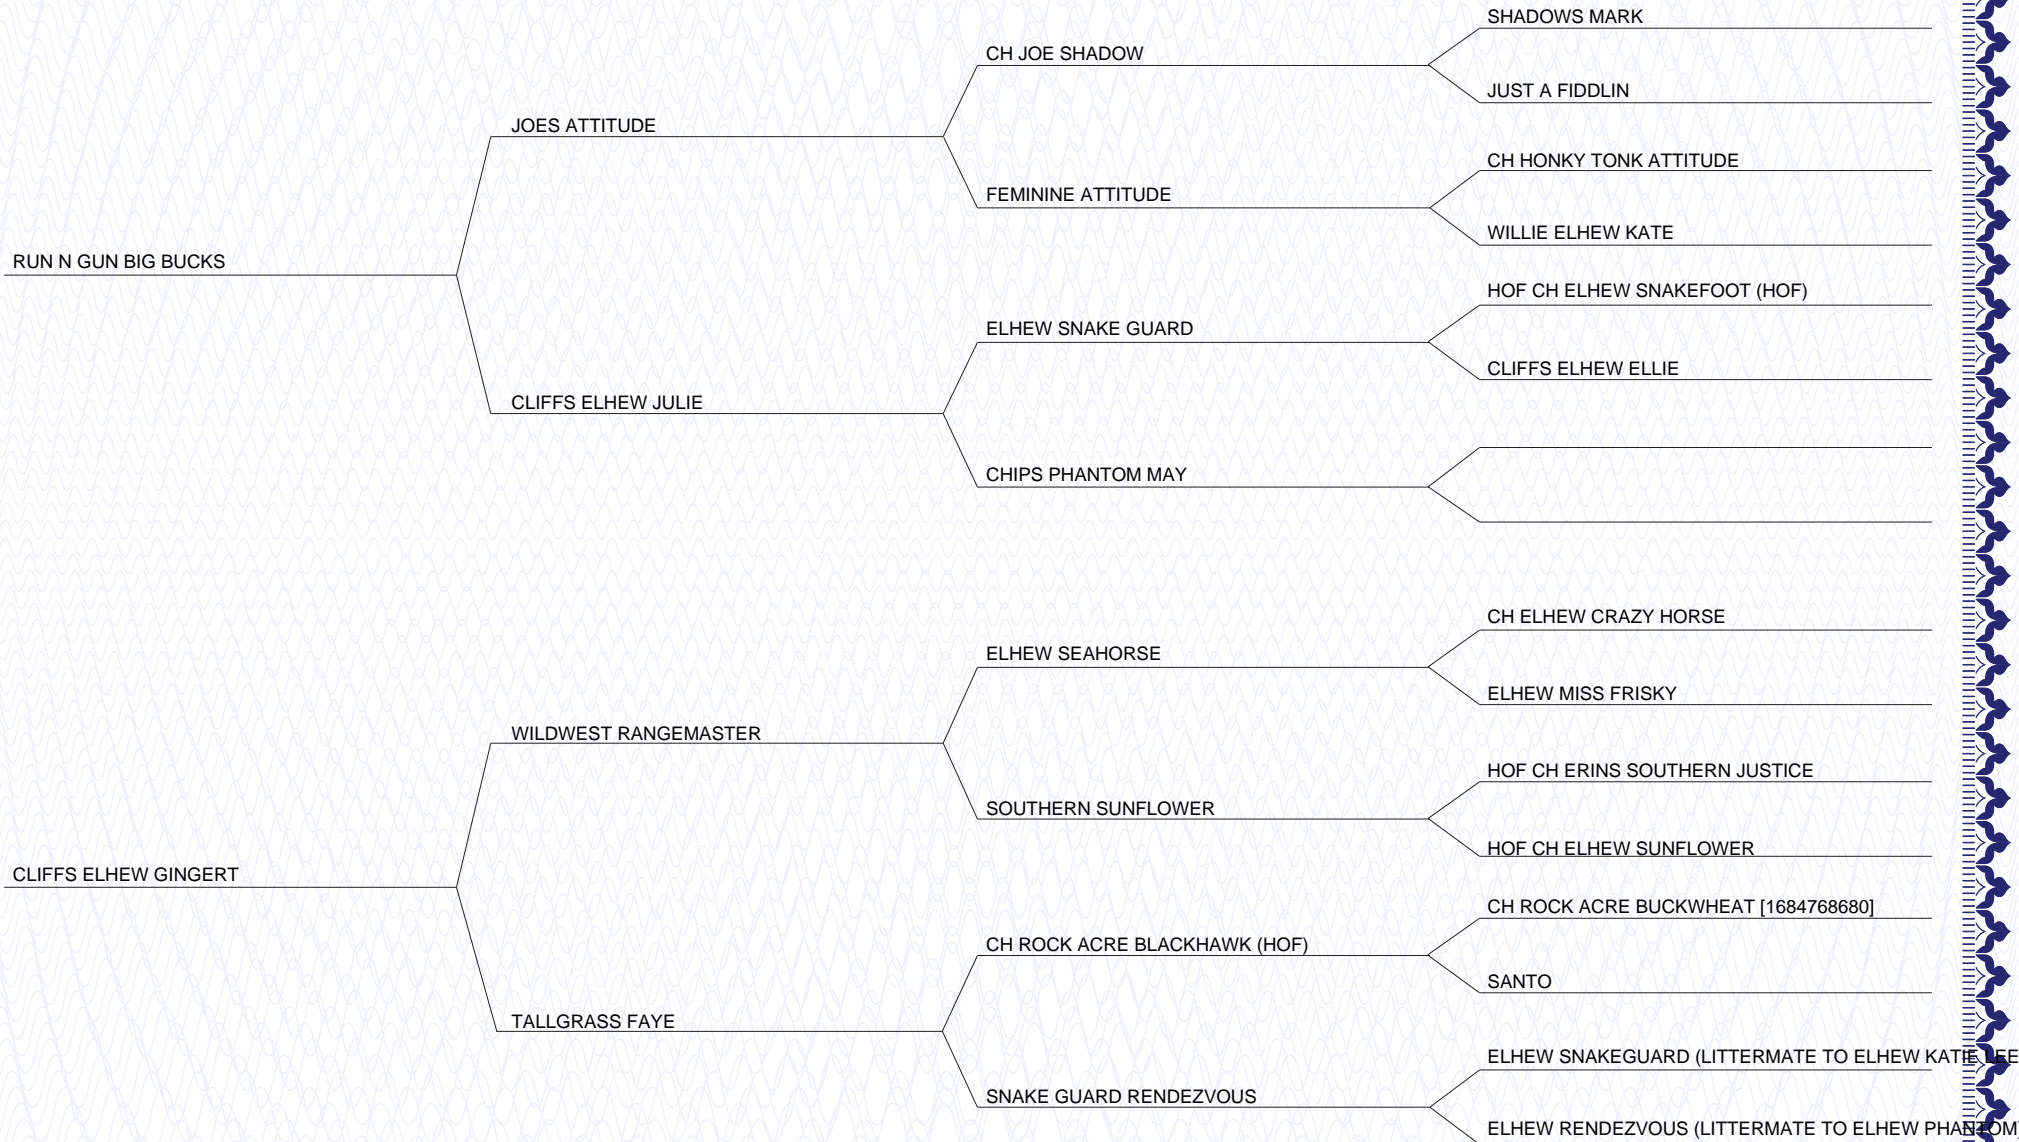 SHADOWS MARK
CH JOE SHADOW
JUST A FIDDLIN
JOES ATTITUDE
CH HONKY TONK ATTITUDE
FEMININE ATTITUDE
WILLIE ELHEW KATE
RUN N GUN BIG BUCKS
HOF CH ELHEW SNAKEFOOT (HOF)
ELHEW SNAKE GUARD
CLIFFS ELHEW ELLIE
CLIFFS ELHEW JULIE
CHIPS PHANTOM MAY
CH ELHEW CRAZY HORSE
ELHEW SEAHORSE
ELHEW MISS FRISKY
WILDWEST RANGEMASTER
HOF CH ERINS SOUTHERN JUSTICE
SOUTHERN SUNFLOWER
HOF CH ELHEW SUNFLOWER
CLIFFS ELHEW GINGERT
CH ROCK ACRE BUCKWHEAT [1684768680]
CH ROCK ACRE BLACKHAWK (HOF)
SANTO
TALLGRASS FAYE
ELHEW SNAKEGUARD (LITTERMATE TO ELHEW KATIE LEE
SNAKE GUARD RENDEZVOUS
ELHEW RENDEZVOUS (LITTERMATE TO ELHEW PHANTOM)